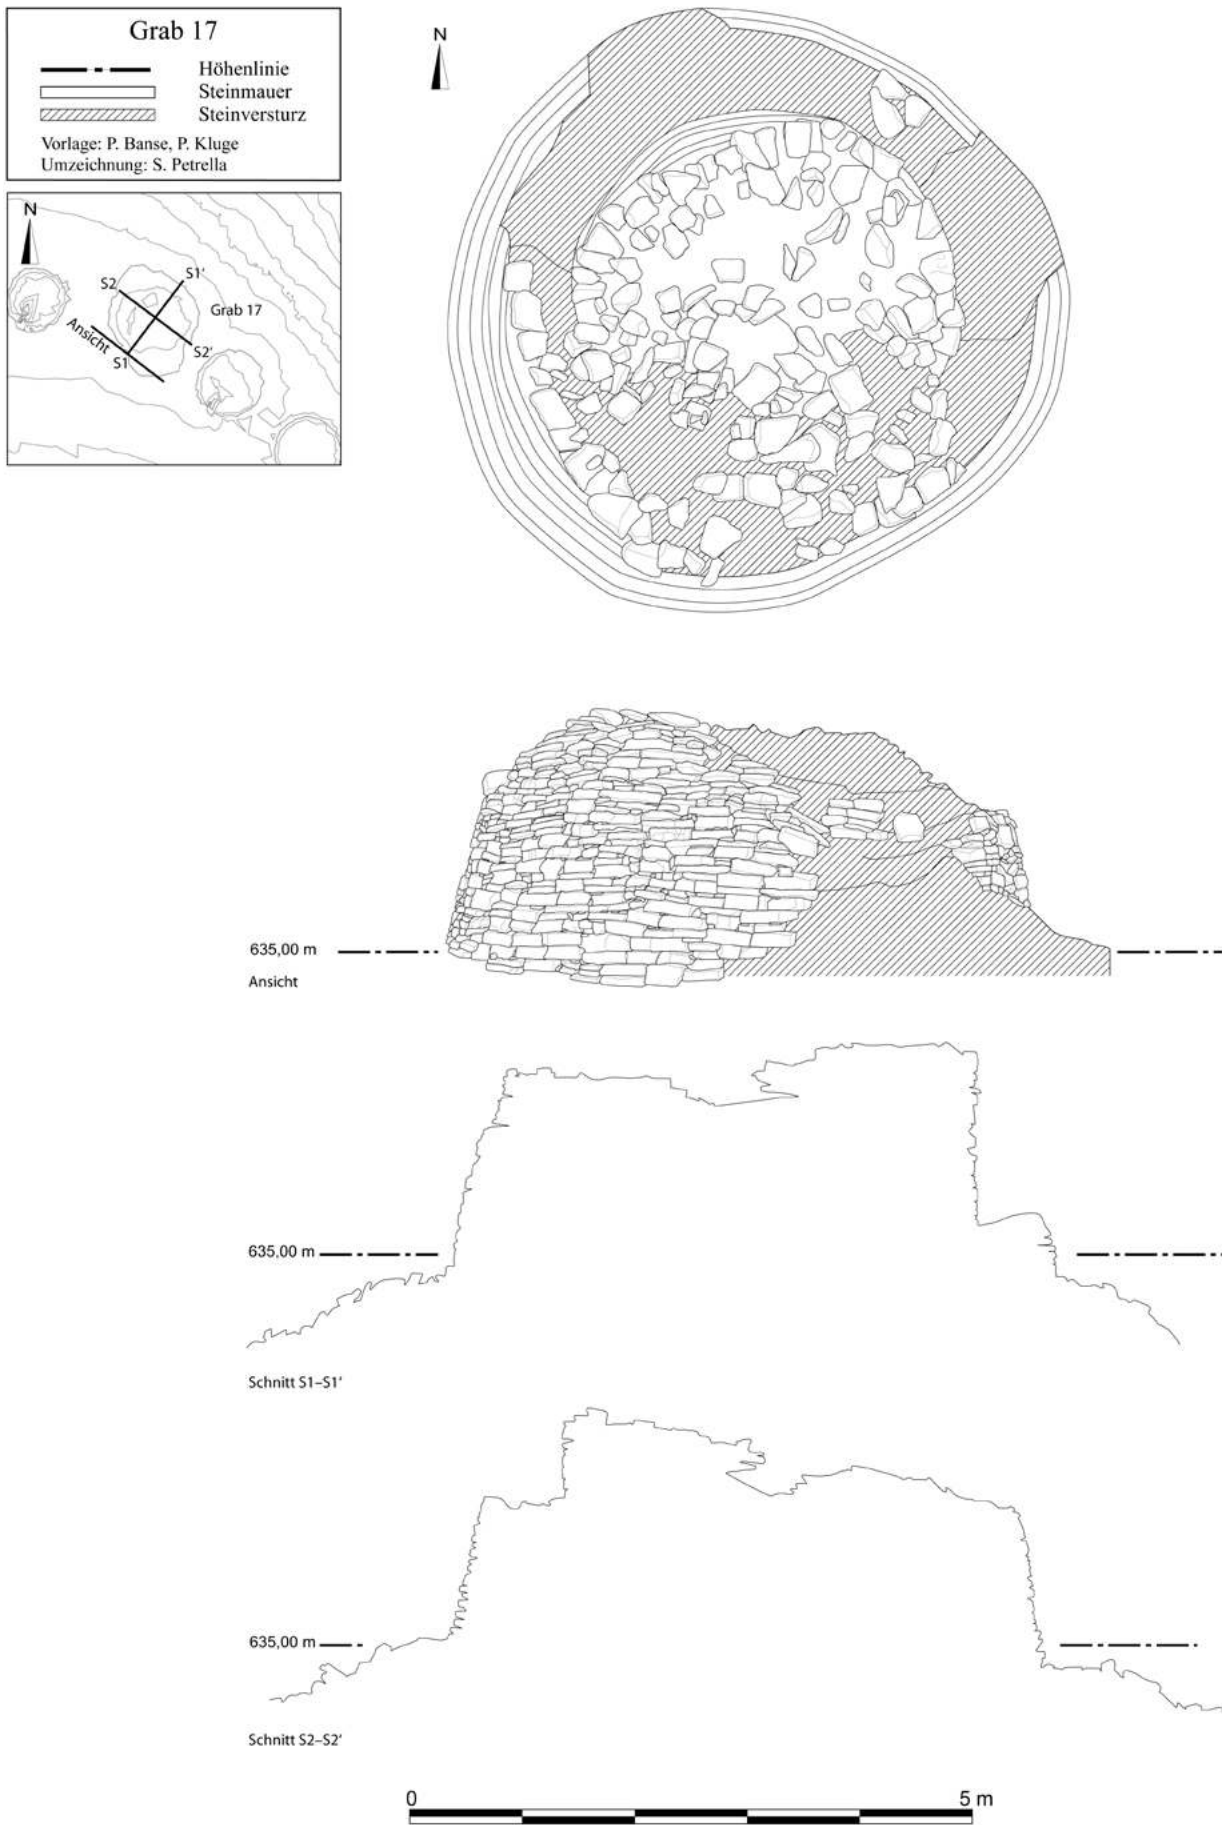 Grab 17
Höhenlinie
Steinmauer
Steinversturz
Vorlage: P. Banse, P. Kluge
Umzeichnung: S. Petrella
N
N
S1'
S2
Grab 17
Ansicht
S1
S2'
635,00 m
Ansicht
635,00 m
Schnitt S1–S1'
635,00 m
Schnitt S2–S2'
0 5 m